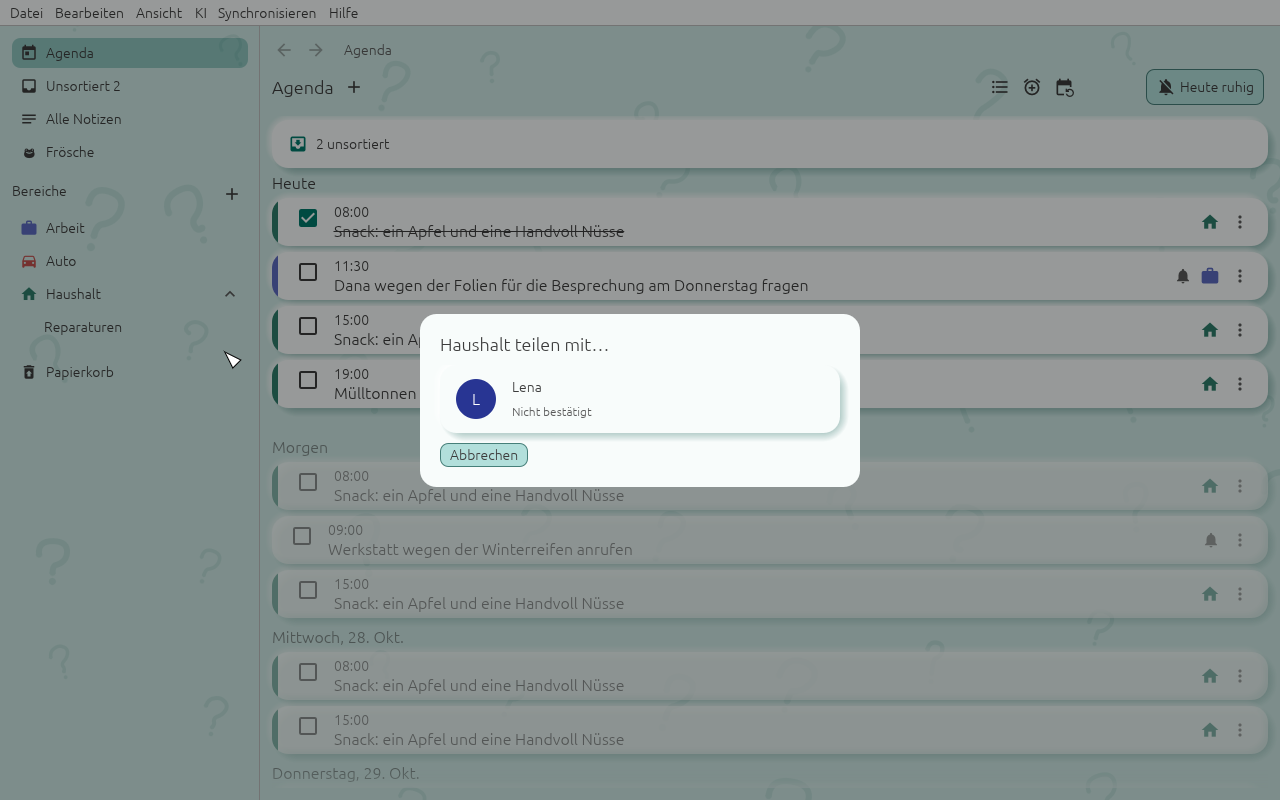 Datei Bearbeiten Ansicht KI Synchronisieren Hilfe
Agenda
Unsortiert 2
Alle Notizen
Frösche
Bereiche
Arbeit
Auto
Haushalt
Reparaturen
Papierkorb
Agenda
Agenda
Heute ruhig
2 unsortiert
Heute
08:00
Snack: ein Apfel und eine Handvoll Nüsse
11:30
Dana wegen der Folien für die Besprechung am Donnerstag fragen
15:00
Snack: ein
19:00
Mülltonnen
Haushalt teilen mit…
L
Lena
Nicht bestätigt
Abbrechen
Morgen
08:00
Snack: ein Apfel und eine Handvoll Nüsse
09:00
Werkstatt wegen der Winterreifen anrufen
15:00
Snack: ein Apfel und eine Handvoll Nüsse
Mittwoch, 28. Okt.
08:00
Snack: ein Apfel und eine Handvoll Nüsse
15:00
Snack: ein Apfel und eine Handvoll Nüsse
Donnerstag, 29. Okt.